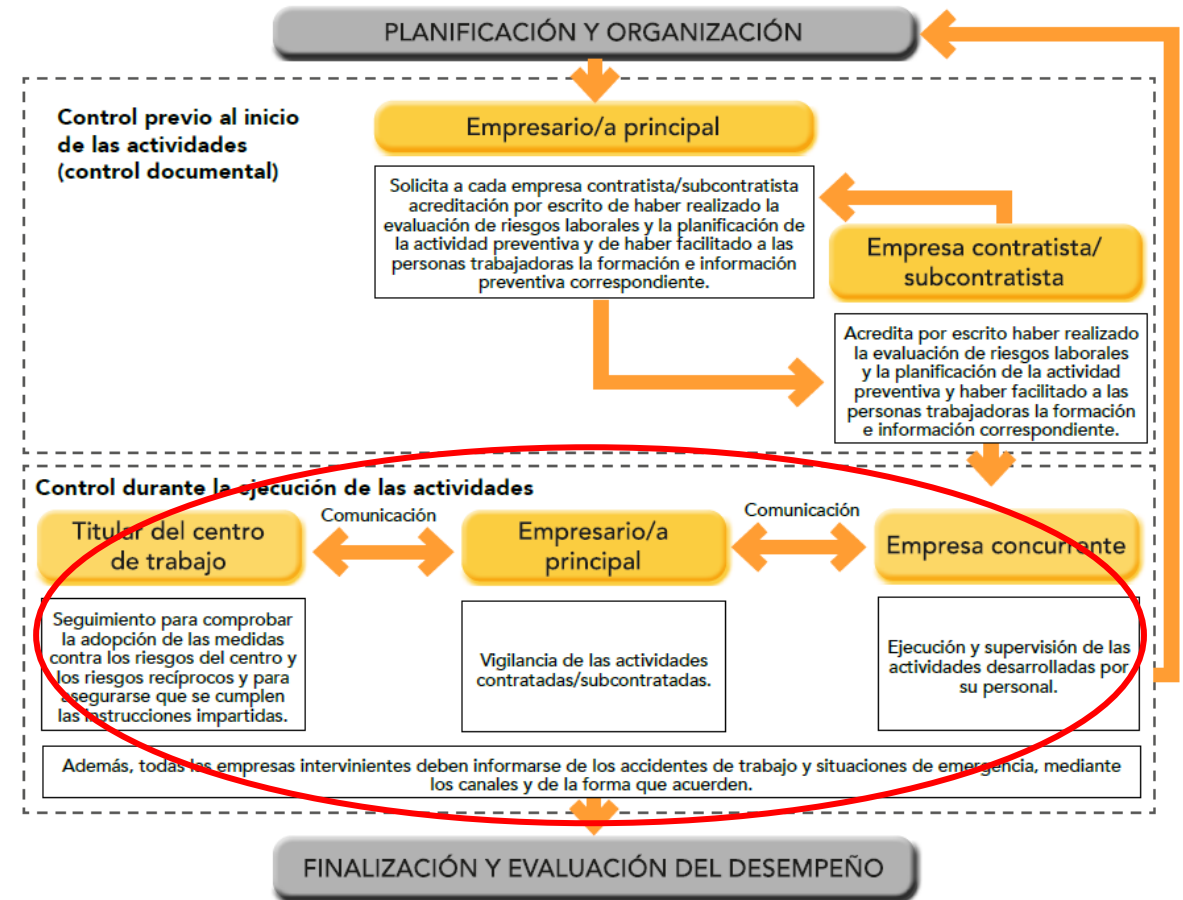 PLANIFICACIÓN Y ORGANIZACIÓN
Control previo al inicio
de las actividades
(control documental)
Empresario/a principal
Solicita a cada empresa contratista/subcontratista
acreditación por escrito de haber realizado la
evaluación de riesgos laborales y la planificación de
la actividad preventiva y de haber facilitado a las
personas trabajadoras la formación e información
preventiva correspondiente.
Empresa contratista/
subcontratista
Acredita por escrito haber realizado
la evaluación de riesgos laborales
y la planificación de la actividad
preventiva y haber facilitado a las
personas trabajadoras la formación
e información correspondiente.
Control durante la ejecución de las actividades
Titular del centro
de trabajo
Comunicación
Empresario/a
principal
Comunicación
Empresa concurrente
Seguimiento para comprobar
la adopción de las medidas
contra los riesgos del centro y
los riesgos recíprocos y para
asegurarse que se cumplen
las instrucciones impartidas.
Vigilancia de las actividades
contratadas/subcontratadas.
Ejecución y supervisión de las
actividades desarrolladas por
su personal.
Además, todas las empresas intervinientes deben informarse de los accidentes de trabajo y situaciones de emergencia, mediante
los canales y de la forma que acuerden.
FINALIZACIÓN Y EVALUACIÓN DEL DESEMPEÑO